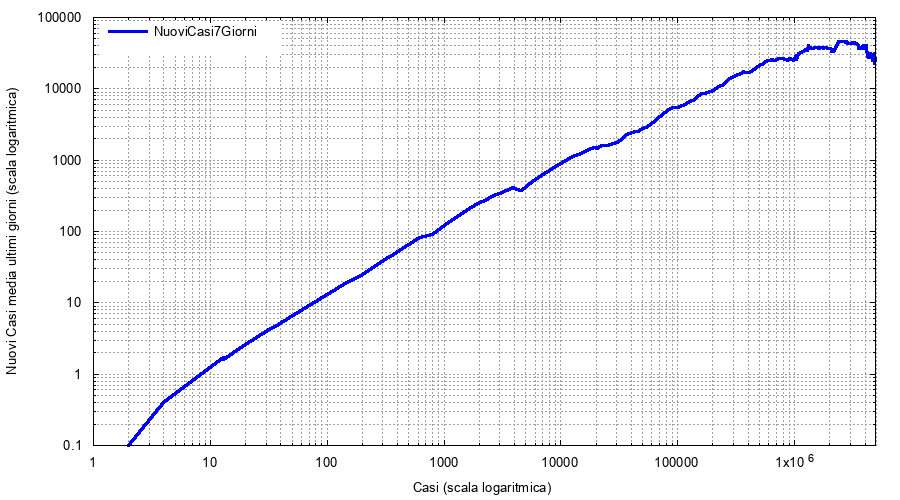 100000
NuoviCasi7Giorni
10000
1000
100
10
1
0.1
Nuovi Casi media ultimi giorni (scala logaritmica)
1 10 100 1000 10000 100000 1x10 6
Casi (scala logaritmica)